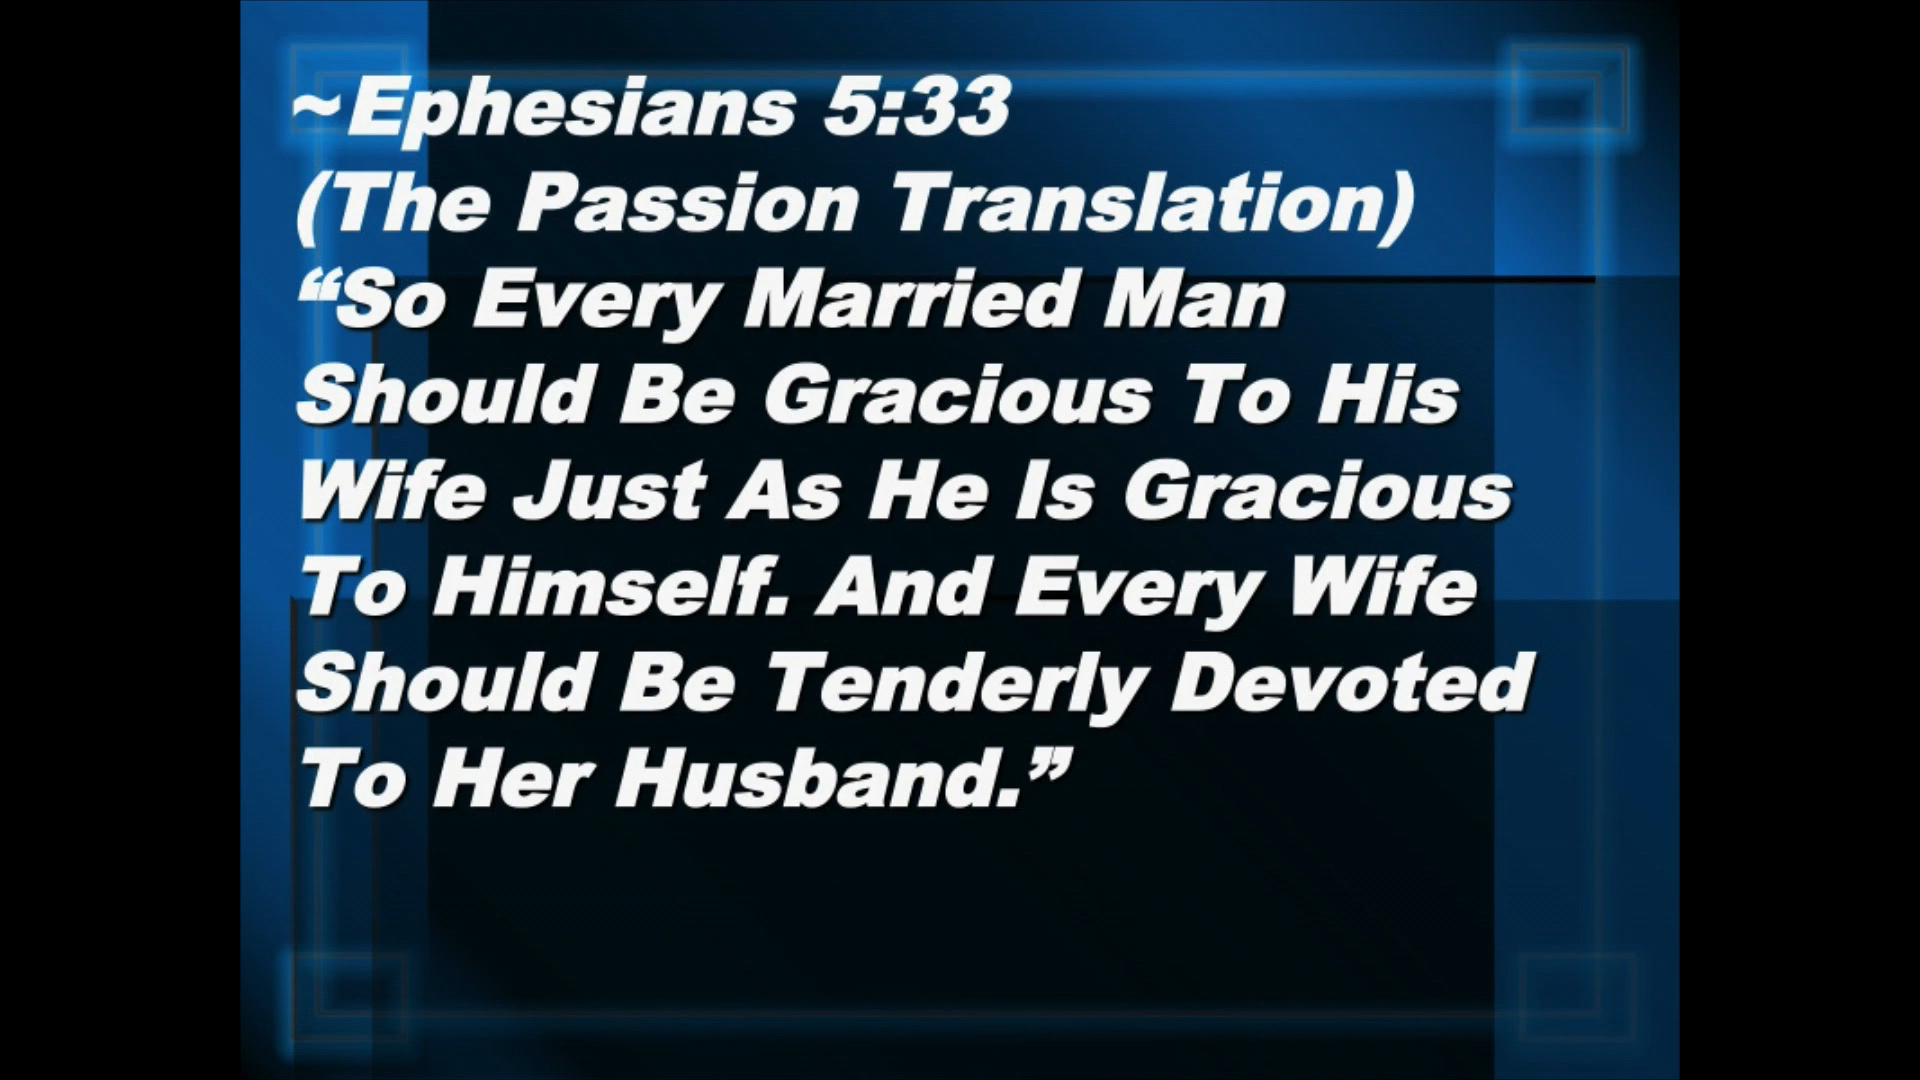 ~Ephesians 5:33
(The Passion Translation)
“So Every Married Man
Should Be Gracious To His
Wife Just As He Is Gracious
To Himself. And Every Wife
Should Be Tenderly Devoted
To Her Husband.”